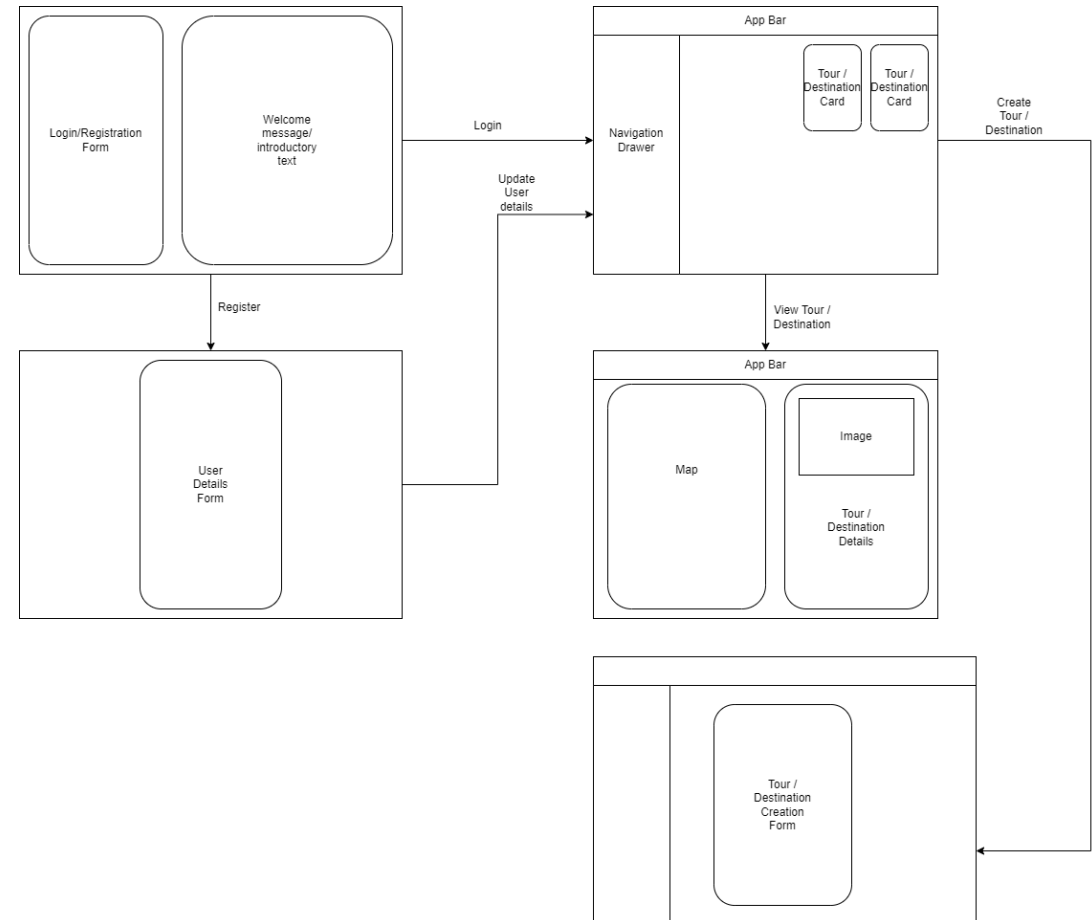 Login/Registration
Form
Welcome
message/
introductory
text
Login
App Bar
Navigation
Drawer
Tour /
Destination
Card
Tour /
Destination
Card
Create
Tour /
Destination
Update
User
details
Register
View Tour /
Destination
User
Details
Form
App Bar
Map
Image
Tour /
Destination
Details
Tour /
Destination
Creation
Form